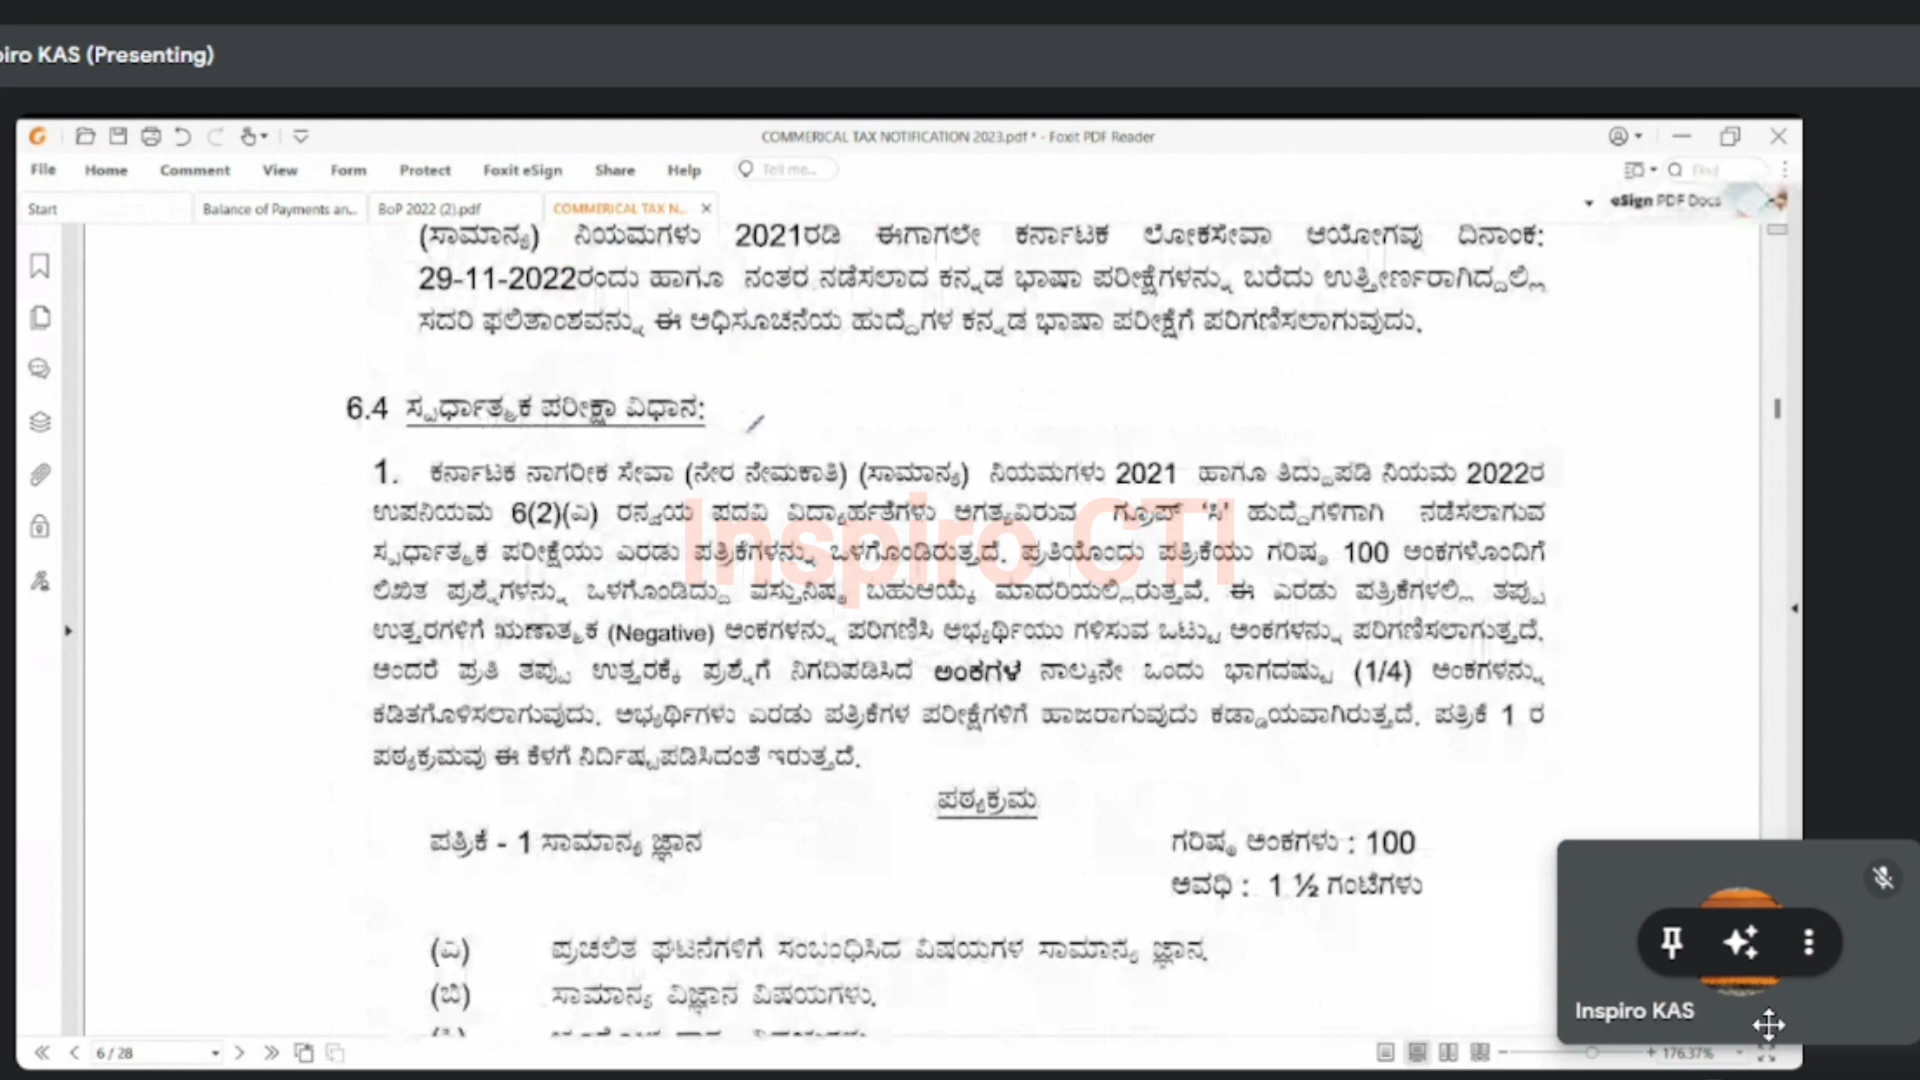 iro KAS (Presenting)
COMMERICAL TAX NOTIFICATION 2023.pdf * - Foxit PDF Reader
File Home Comment View Form Protect Foxit eSign Share Help Tell me... Find
Start Balance of Payments an... BoP 2022 (2).pdf COMMERICAL TAX N... eSign PDF Docs
(ಸಾಮಾನ್ಯ) ನಿಯಮಗಳು 2021ರಡಿ ಈಗಾಗಲೇ ಕರ್ನಾಟಕ ಲೋಕಸೇವಾ ಆಯೋಗವು ದಿನಾಂಕ:
29-11-2022ರಂದು ಹಾಗೂ ನಂತರ ನಡೆಸಲಾದ ಕನ್ನಡ ಭಾಷಾ ಪರೀಕ್ಷೆಗಳನ್ನು ಬರೆದು ಉತ್ತೀರ್ಣರಾಗಿದ್ದಲ್ಲಿ
ಸದರಿ ಫಲಿತಾಂಶವನ್ನು ಈ ಅಧಿಸೂಚನೆಯ ಹುದ್ದೆಗಳ ಕನ್ನಡ ಭಾಷಾ ಪರೀಕ್ಷೆಗೆ ಪರಿಗಣಿಸಲಾಗುವುದು.
6.4 ಸ್ಪರ್ಧಾತ್ಮಕ ಪರೀಕ್ಷಾ ವಿಧಾನ:
1. ಕರ್ನಾಟಕ ನಾಗರೀಕ ಸೇವಾ (ನೇರ ನೇಮಕಾತಿ) (ಸಾಮಾನ್ಯ) ನಿಯಮಗಳು 2021 ಹಾಗೂ ತಿದ್ದುಪಡಿ ನಿಯಮ 2022ರ
ಉಪನಿಯಮ 6(2)(ಎ) ರನ್ವಯ ಪದವಿ ವಿದ್ಯಾರ್ಹತೆಗಳು ಅಗತ್ಯವಿರುವ ಗ್ರೂಪ್ 'ಸಿ' ಹುದ್ದೆಗಳಿಗಾಗಿ ನಡೆಸಲಾಗುವ
ಸ್ಪರ್ಧಾತ್ಮಕ ಪರೀಕ್ಷೆಯು ಎರಡು ಪತ್ರಿಕೆಗಳನ್ನು ಒಳಗೊಂಡಿರುತ್ತದೆ. ಪ್ರತಿಯೊಂದು ಪತ್ರಿಕೆಯು ಗರಿಷ್ಠ 100 ಅಂಕಗಳೊಂದಿಗೆ
ಲಿಖಿತ ಪ್ರಶ್ನೆಗಳನ್ನು ಒಳಗೊಂಡಿದ್ದು ವಸ್ತುನಿಷ್ಠ ಬಹುಆಯ್ಕೆ ಮಾದರಿಯಲ್ಲಿರುತ್ತವೆ. ಈ ಎರಡು ಪತ್ರಿಕೆಗಳಲ್ಲಿ ತಪ್ಪು
ಉತ್ತರಗಳಿಗೆ ಋಣಾತ್ಮಕ (Negative) ಅಂಕಗಳನ್ನು ಪರಿಗಣಿಸಿ ಅಭ್ಯರ್ಥಿಯು ಗಳಿಸುವ ಒಟ್ಟು ಅಂಕಗಳನ್ನು ಪರಿಗಣಿಸಲಾಗುತ್ತದೆ.
ಅಂದರೆ ಪ್ರತಿ ತಪ್ಪು ಉತ್ತರಕ್ಕೆ ಪ್ರಶ್ನೆಗೆ ನಿಗದಿಪಡಿಸಿದ ಅಂಕಗಳ ನಾಲ್ಕನೇ ಒಂದು ಭಾಗದಷ್ಟು (1/4) ಅಂಕಗಳನ್ನು
ಕಡಿತಗೊಳಿಸಲಾಗುವುದು. ಅಭ್ಯರ್ಥಿಗಳು ಎರಡು ಪತ್ರಿಕೆಗಳ ಪರೀಕ್ಷೆಗಳಿಗೆ ಹಾಜರಾಗುವುದು ಕಡ್ಡಾಯವಾಗಿರುತ್ತದೆ. ಪತ್ರಿಕೆ 1 ರ
ಪಠ್ಯಕ್ರಮವು ಈ ಕೆಳಗೆ ನಿರ್ದಿಷ್ಟಪಡಿಸಿದಂತೆ ಇರುತ್ತದೆ.
Inspiro CTI
ಪಠ್ಯಕ್ರಮ
ಪತ್ರಿಕೆ - 1 ಸಾಮಾನ್ಯ ಜ್ಞಾನ ಗರಿಷ್ಠ ಅಂಕಗಳು : 100
ಅವಧಿ : 1 ½ ಗಂಟೆಗಳು
(ಎ) ಪ್ರಚಲಿತ ಘಟನೆಗಳಿಗೆ ಸಂಬಂಧಿಸಿದ ವಿಷಯಗಳ ಸಾಮಾನ್ಯ ಜ್ಞಾನ.
(ಬಿ) ಸಾಮಾನ್ಯ ವಿಜ್ಞಾನ ವಿಷಯಗಳು.
Inspiro KAS
6 / 28 176.37%